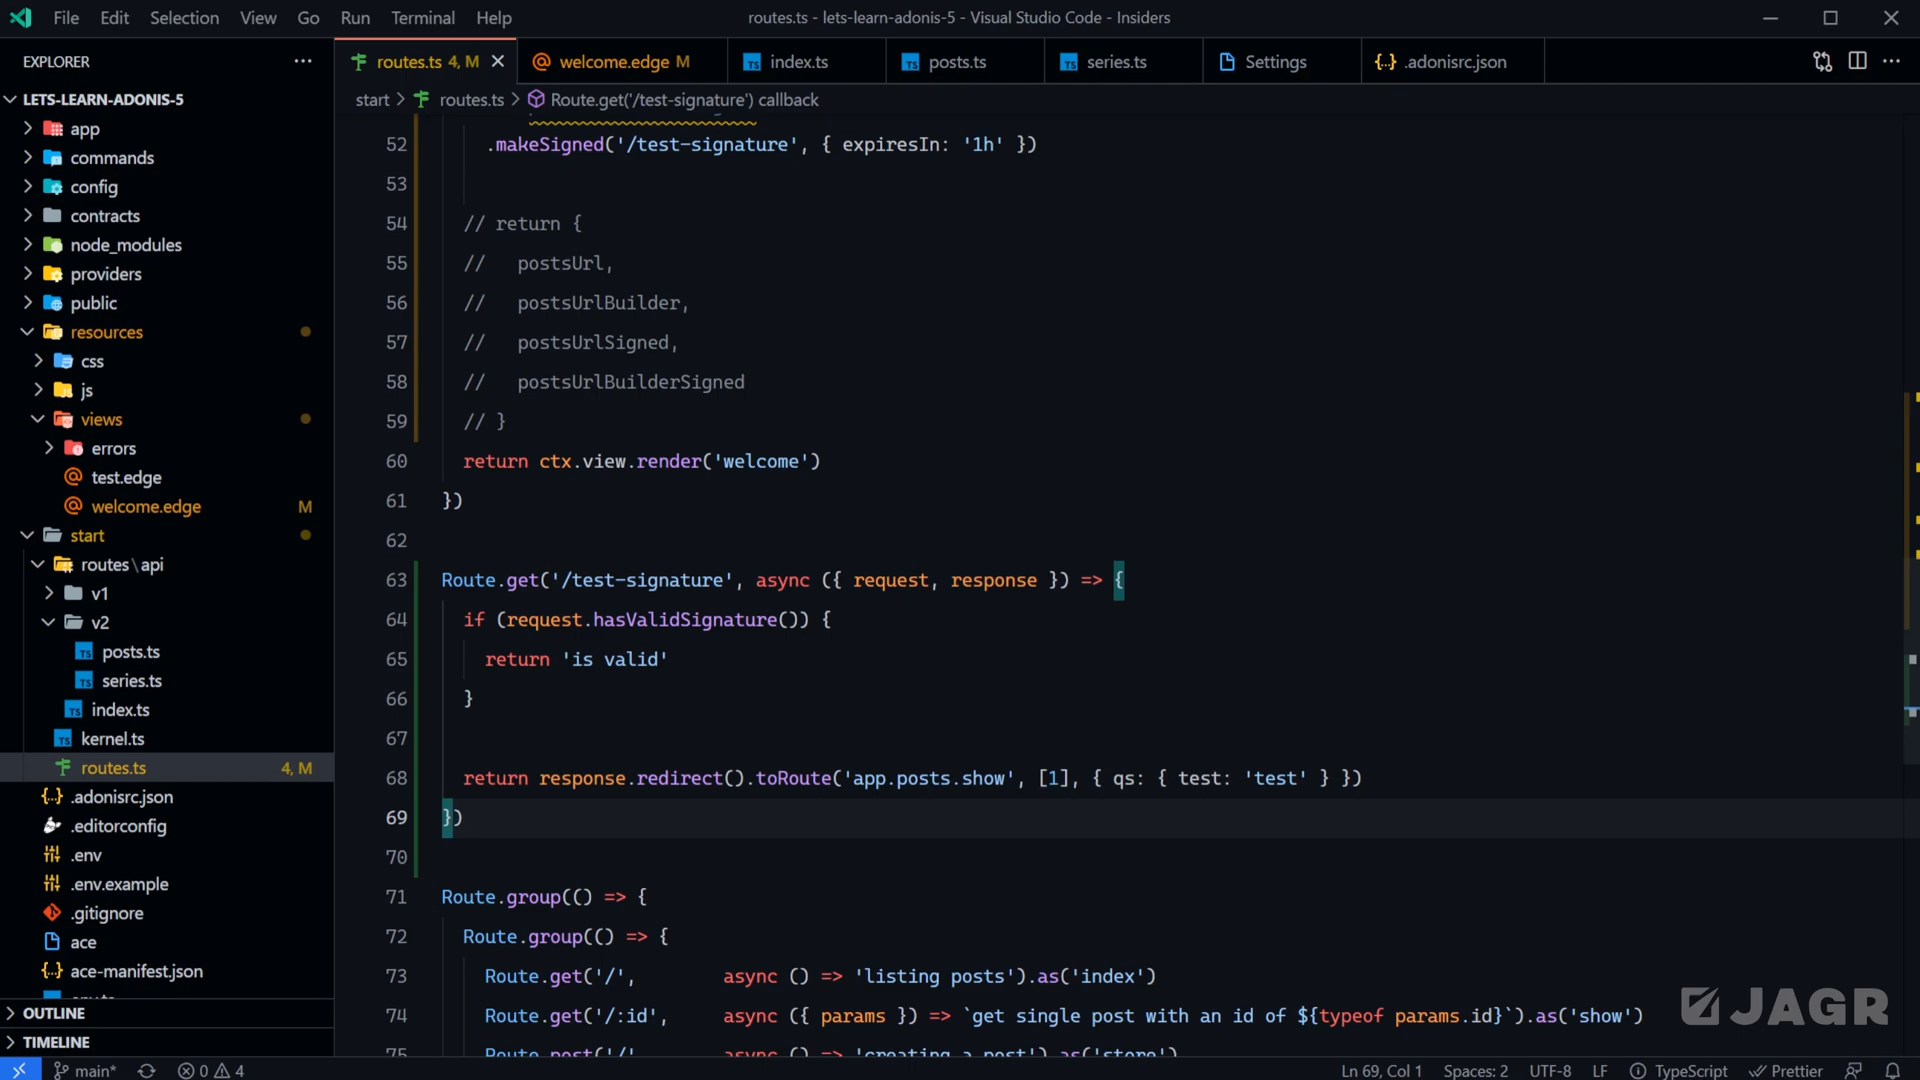 File Edit Selection View Go Run Terminal Help
routes.ts - lets-learn-adonis-5 - Visual Studio Code - Insiders
EXPLORER
routes.ts 4, M
welcome.edge M
index.ts
posts.ts
series.ts
Settings
.adonisrc.json
start > routes.ts > Route.get('/test-signature') callback
LETS-LEARN-ADONIS-5
app
commands
config
contracts
node_modules
providers
public
resources
css
js
views
errors
test.edge
welcome.edge M
start
routes\api
v1
v2
posts.ts
series.ts
index.ts
kernel.ts
routes.ts 4, M
.adonisrc.json
.editorconfig
.env
.env.example
.gitignore
ace
ace-manifest.json
OUTLINE
TIMELINE
52 .makeSigned('/test-signature', { expiresIn: '1h' })
53
54 // return {
55 // postsUrl,
56 // postsUrlBuilder,
57 // postsUrlSigned,
58 // postsUrlBuilderSigned
59 // }
60 return ctx.view.render('welcome')
61 })
62
63 Route.get('/test-signature', async ({ request, response }) => {
64 if (request.hasValidSignature()) {
65 return 'is valid'
66 }
67
68 return response.redirect().toRoute('app.posts.show', [1], { qs: { test: 'test' } })
69 })
70
71 Route.group(() => {
72 Route.group(() => {
73 Route.get('/', async () => 'listing posts').as('index')
74 Route.get('/:id', async ({ params }) => `get single post with an id of ${typeof params.id}`).as('show')
75 Route.post('/' async () => 'creating a post').as('store')
JAGR
main* 0 4
Ln 69, Col 1 Spaces: 2 UTF-8 LF TypeScript Prettier